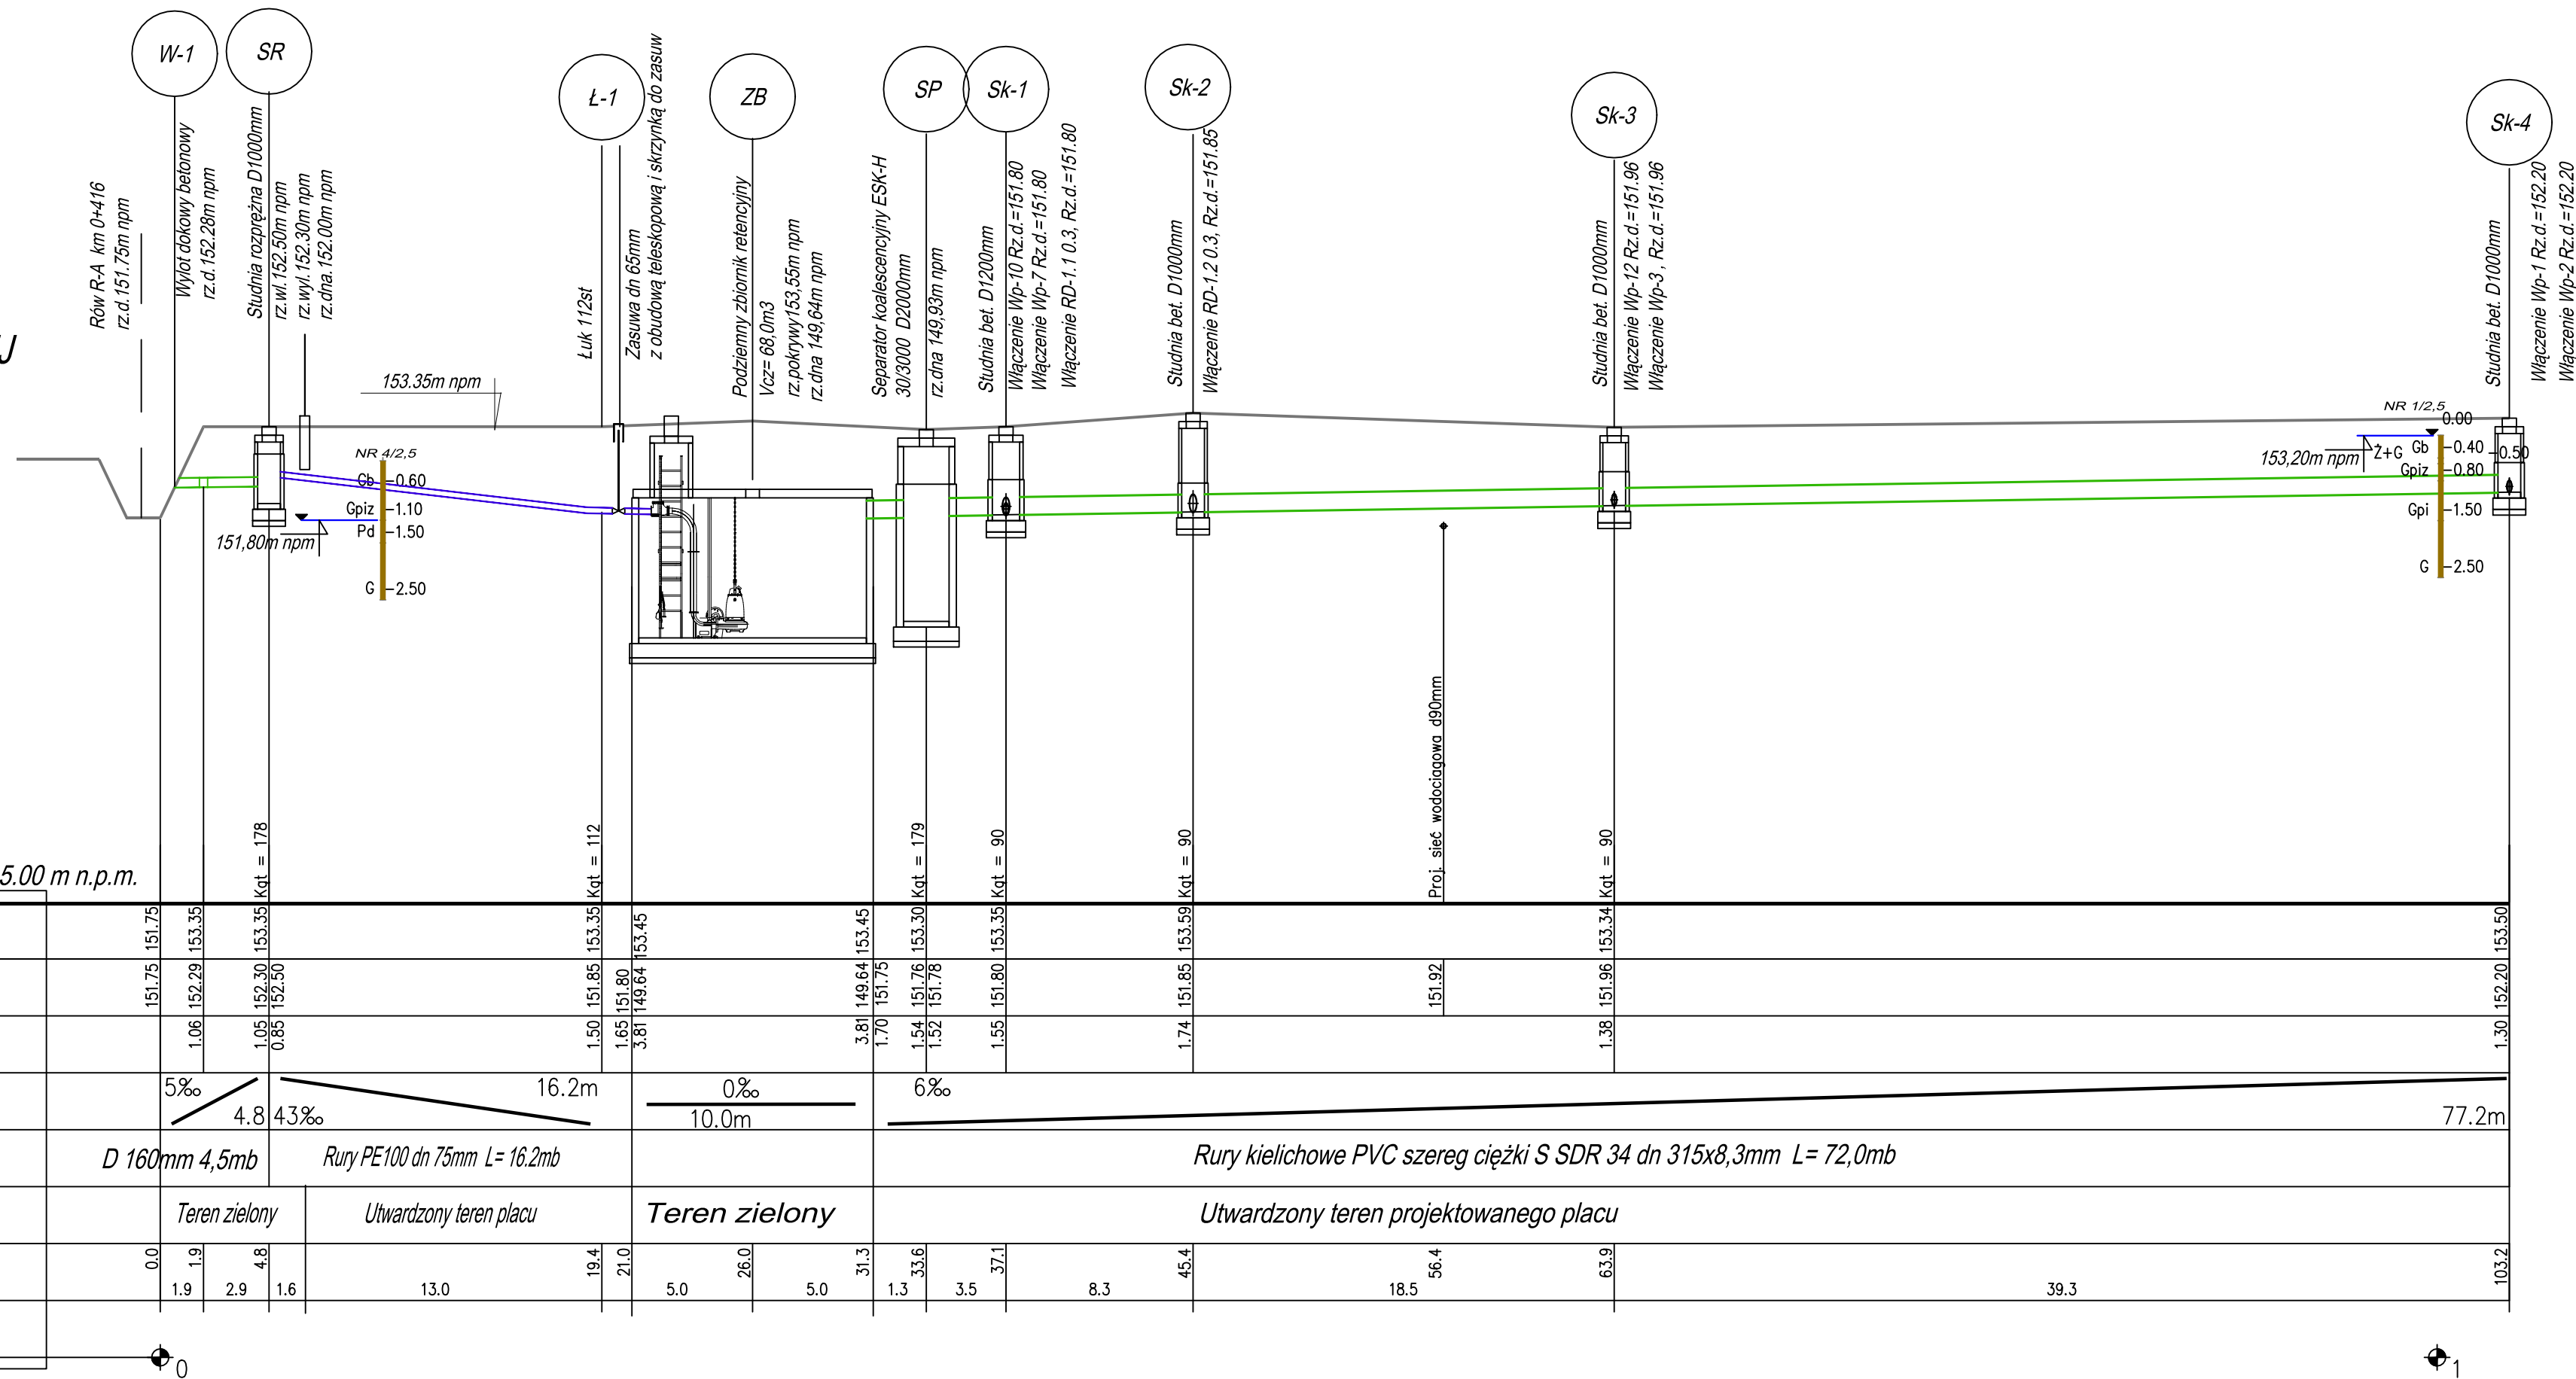 W-1
SR
Ł-1
ZB
SP
Sk-1
Sk-2
Sk-3
Sk-4
Rów R-A km 0+416
rz.d.151.75m npm
Wylot dokowy betonowy
rz.d.152.28m npm
Studnia rozprężna D1000mm
rz.wl.152.50m npm
rz.wyl.152.30m npm
rz.dna.152.00m npm
Łuk 112st
Zasuwa dn 65mm
z obudową teleskopową i skrzynką do zasuw
Podziemny zbiornik retencyjny
Vcz= 68,0m3
rz.pokrywy153,55m npm
rz.dna 149,64m npm
Separator koalescencyjny ESK-H
30/3000 D2000mm
rz.dna 149,93m npm
Studnia bet. D1200mm
Włączenie Wp-10 Rz.d.=151.80
Włączenie Wp-7 Rz.d.=151.80
Włączenie RD-1.1 0.3, Rz.d.=151.80
Studnia bet. D1000mm
Włączenie RD-1.2 0.3, Rz.d.=151.85
Studnia bet. D1000mm
Włączenie Wp-12 Rz.d.=151.96
Włączenie Wp-3 , Rz.d.=151.96
Studnia bet. D1000mm
Włączenie Wp-1 Rz.d.=152.20
Włączenie Wp-2 Rz.d.=152.20
153.35m npm
NR 4/2,5
Gb 0.60
Gpiz 1.10
Pd 1.50
G 2.50
151,80m npm
NR 1/2,5
0.00
Ż+G
Gb 0.40
0.50
Gpiz 0.80
Gpi 1.50
G 2.50
153,20m npm
Proj. sieć wodociągowa d90mm
Kąt = 178
Kąt = 112
Kąt = 179
Kąt = 90
Kąt = 90
Kąt = 90
5.00 m n.p.m.
151.75 153.35 153.35 153.35 153.45 153.45 153.30 153.35 153.59 153.34 153.50
151.75 152.29 152.30 152.50 151.85 151.80 149.64 149.64 151.75 151.76 151.78 151.80 151.85 151.92 151.96 152.20
1.06 1.05 0.85 1.50 1.65 3.81 3.81 1.70 1.54 1.52 1.55 1.74 1.38 1.30
5‰ 4.8 43‰ 16.2m 0‰ 10.0m 6‰ 77.2m
D 160mm 4,5mb
Rury PE100 dn 75mm L= 16.2mb
Rury kielichowe PVC szereg ciężki S SDR 34 dn 315x8,3mm L= 72,0mb
Teren zielony
Utwardzony teren placu
Teren zielony
Utwardzony teren projektowanego placu
0.0 1.9 4.8 19.4 21.0 26.0 31.3 33.6 37.1 45.4 56.4 63.9 103.2
1.9 2.9 1.6 13.0 5.0 5.0 1.3 3.5 8.3 18.5 39.3
0
1